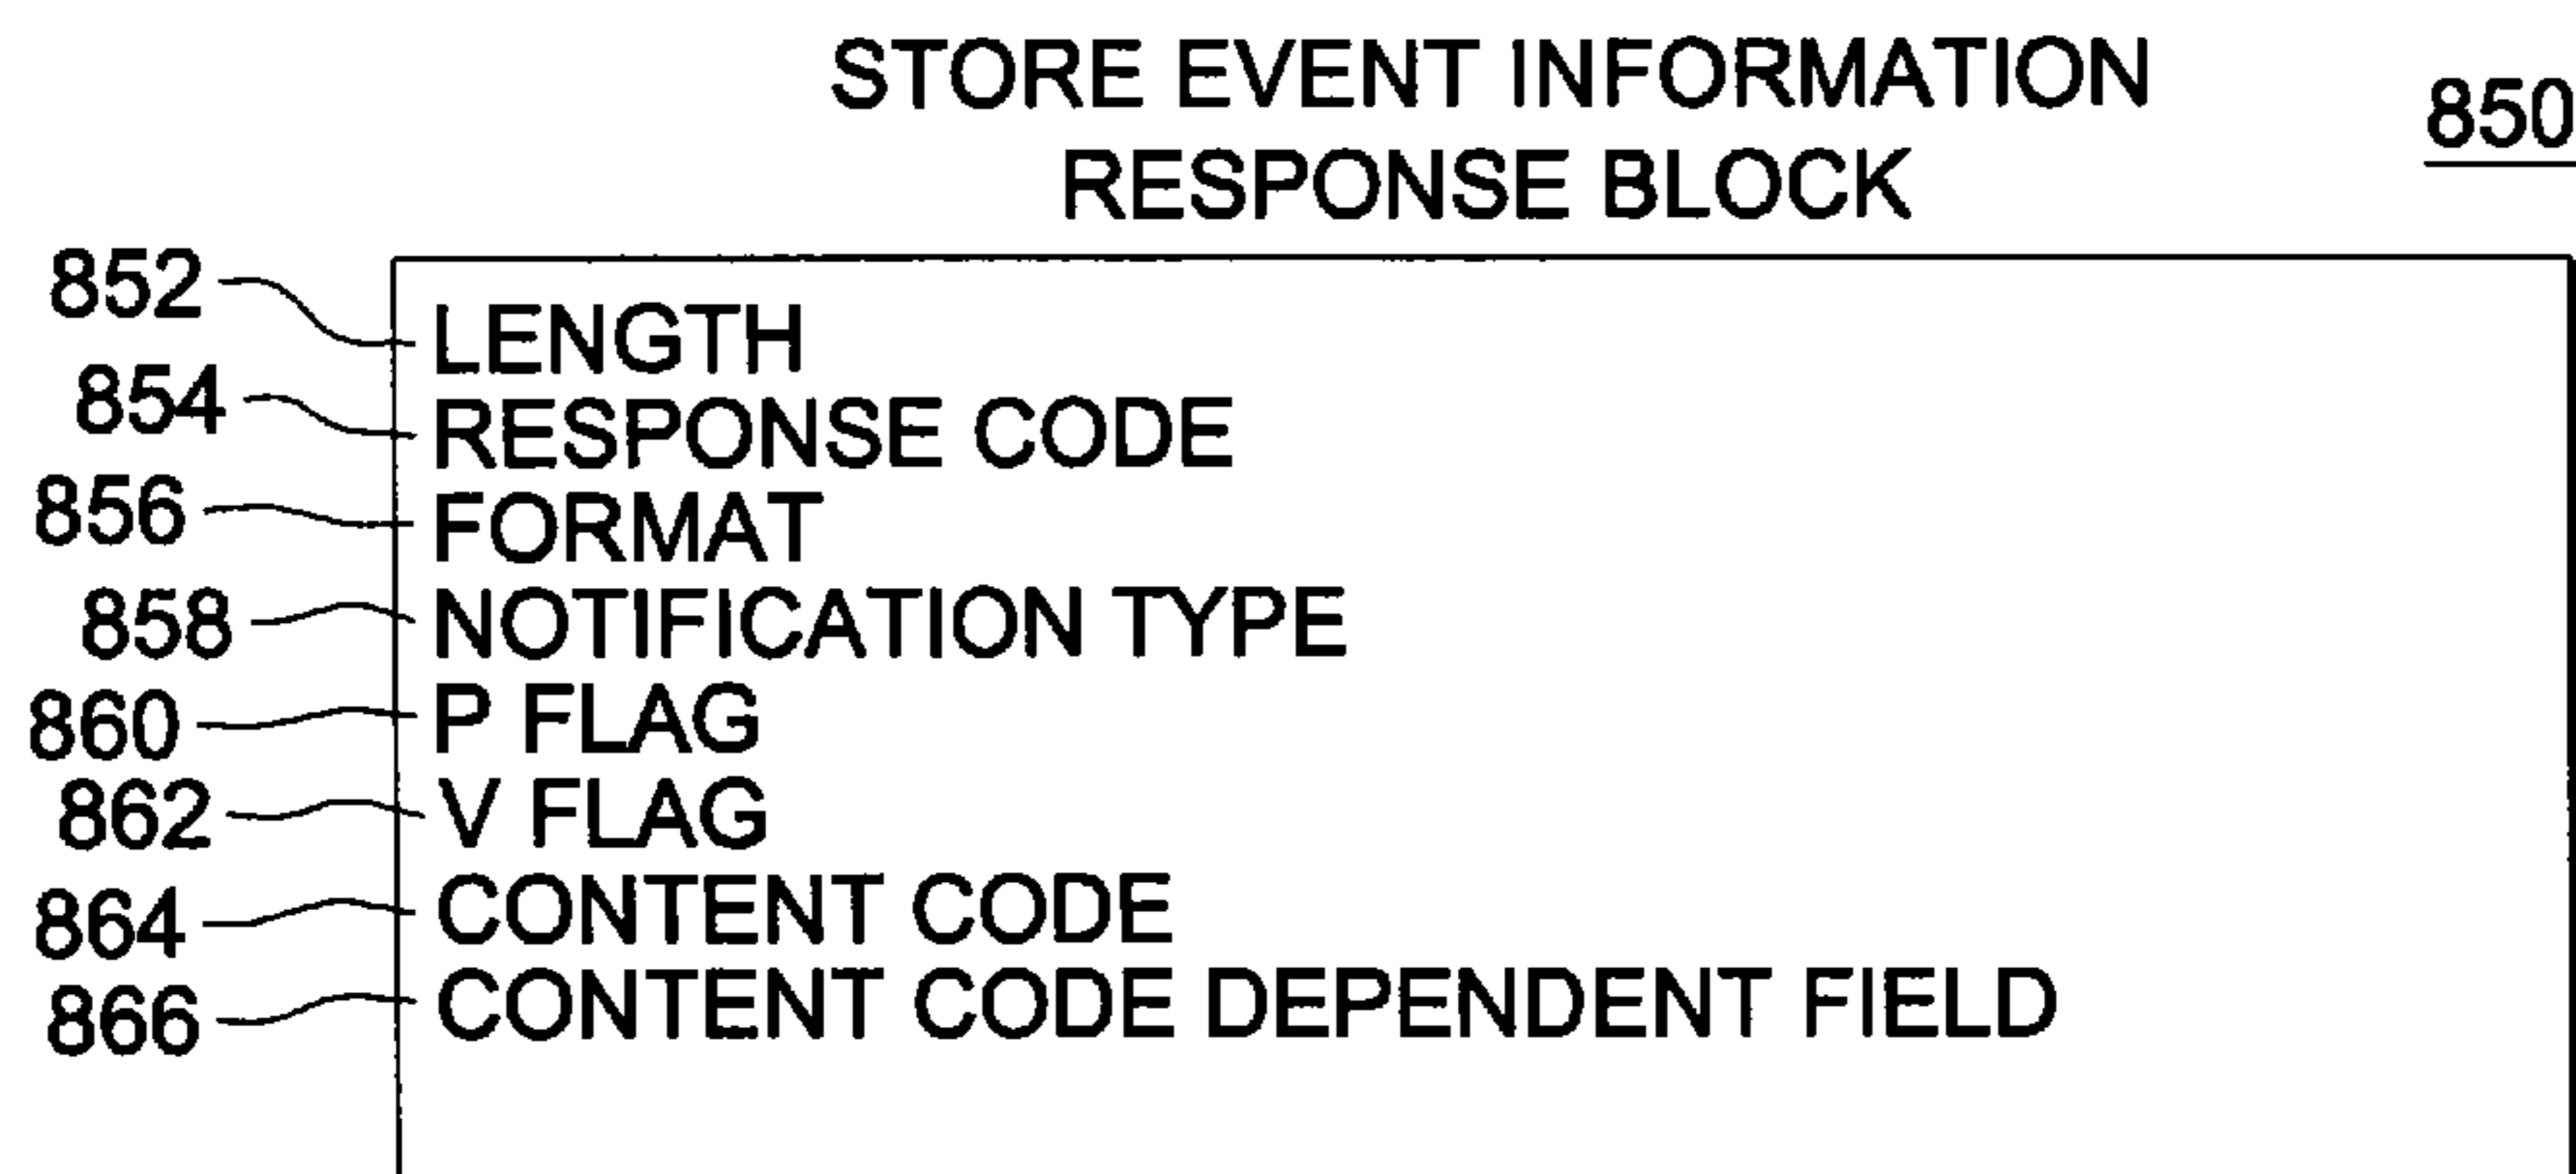 STORE EVENT INFORMATION
RESPONSE BLOCK
850
852 LENGTH
854 RESPONSE CODE
856 FORMAT
858 NOTIFICATION TYPE
860 P FLAG
862 V FLAG
864 CONTENT CODE
866 CONTENT CODE DEPENDENT FIELD